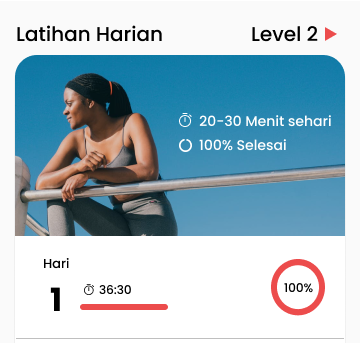 Latihan Harian
Level 2
20-30 Menit sehari
100% Selesai
Hari
1
36:30
100%